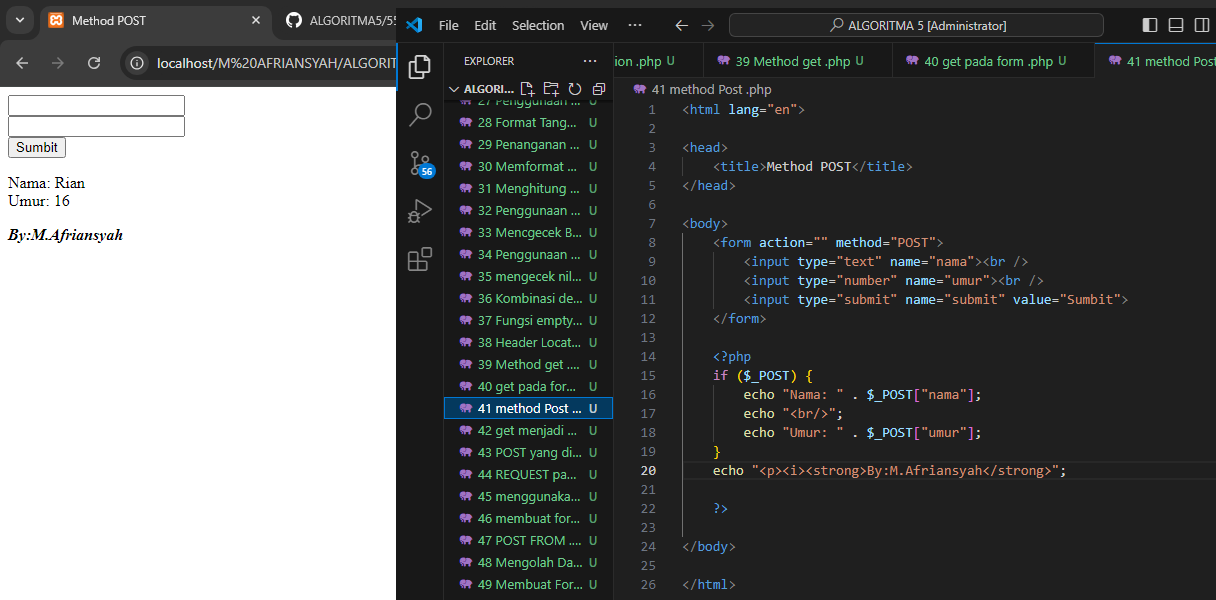 Method POST
ALGORITMA5/55
localhost/M%20AFRIANSYAH/ALGORIT
Sumbit
Nama: Rian
Umur: 16
By:M.Afriansyah
File Edit Selection View ··· ALGORITMA 5 [Administrator]
EXPLORER ···
ALGORI...
27 Penggunaan ... U
28 Format Tang... U
29 Penanganan ... U
30 Memformat ... U
31 Menghitung ... U
32 Penggunaan ... U
33 Mencgecek B... U
34 Penggunaan ... U
35 mengecek nil... U
36 Kombinasi de... U
37 Fungsi empty... U
38 Header Locat... U
39 Method get .... U
40 get pada for... U
41 method Post ... U
42 get menjadi ... U
43 POST yang di... U
44 REQUEST pa... U
45 menggunaka... U
46 membuat for... U
47 POST FROM .... U
48 Mengolah Da... U
49 Membuat For... U
56
ion .php U 39 Method get .php U 40 get pada form .php U 41 method Post
41 method Post .php
1 <html lang="en">
2
3 <head>
4 <title>Method POST</title>
5 </head>
6
7 <body>
8 <form action="" method="POST">
9 <input type="text" name="nama"><br />
10 <input type="number" name="umur"><br />
11 <input type="submit" name="submit" value="Sumbit">
12 </form>
13
14 <?php
15 if ($_POST) {
16 echo "Nama: " . $_POST["nama"];
17 echo "<br/>";
18 echo "Umur: " . $_POST["umur"];
19 }
20 echo "<p><i><strong>By:M.Afriansyah</strong>";
21
22 ?>
23
24 </body>
25
26 </html>